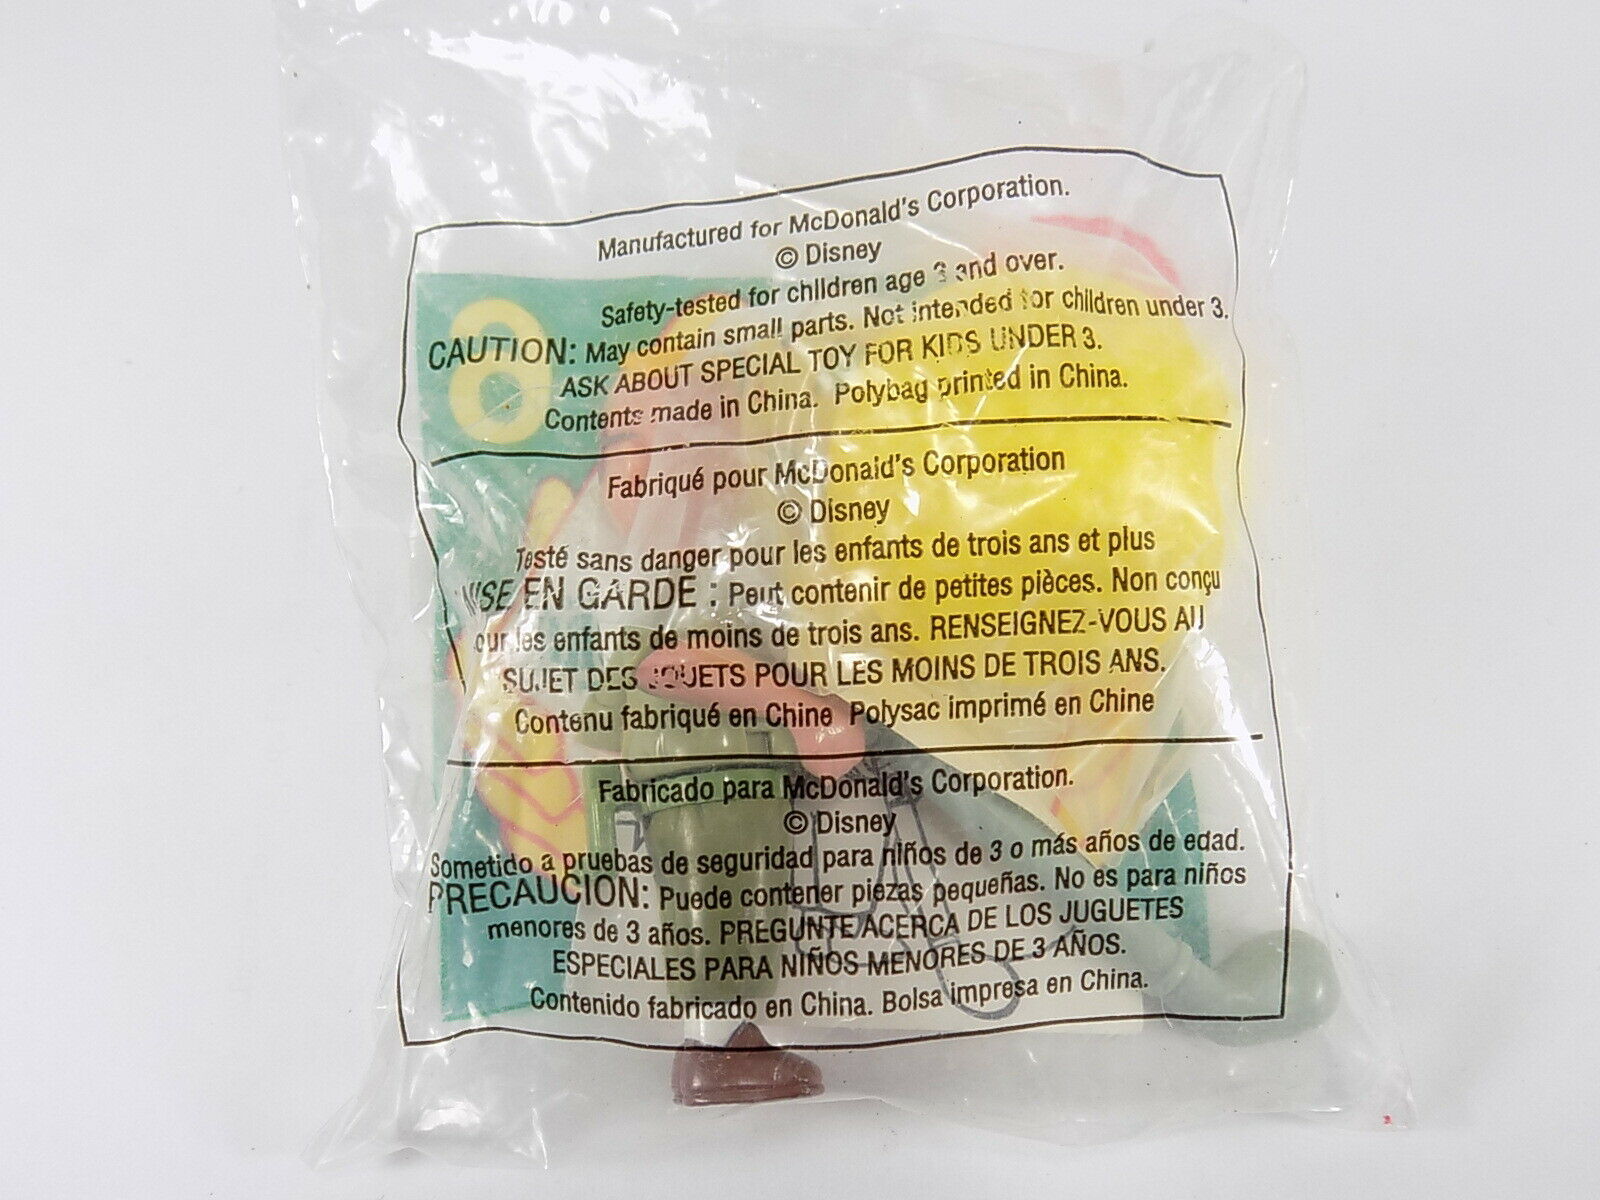 Manufactured for McDonald's Corporation.
© Disney
Safety-tested for children age 3 and over.
CAUTION: May contain small parts. Not intended for children under 3.
ASK ABOUT SPECIAL TOY FOR KIDS UNDER 3.
Contents made in China. Polybag printed in China.
8
Fabriqué pour McDonald's Corporation
© Disney
Testé sans danger pour les enfants de trois ans et plus
MISE EN GARDE : Peut contenir de petites pièces. Non conçu
pour les enfants de moins de trois ans. RENSEIGNEZ-VOUS AU
SUJET DES JOUETS POUR LES MOINS DE TROIS ANS.
Contenu fabriqué en Chine Polysac imprimé en Chine
Fabricado para McDonald's Corporation.
© Disney
Sometido a pruebas de seguridad para niños de 3 o más años de edad.
PRECAUCION: Puede contener piezas pequeñas. No es para niños
menores de 3 años. PREGUNTE ACERCA DE LOS JUGUETES
ESPECIALES PARA NIÑOS MENORES DE 3 AÑOS.
Contenido fabricado en China. Bolsa impresa en China.